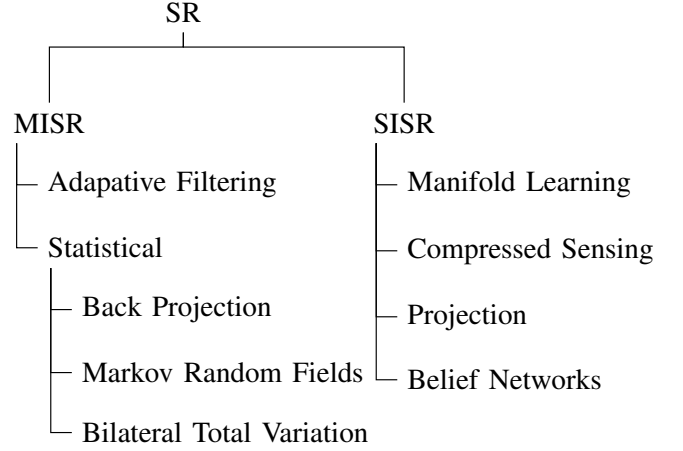 SR
MISR
Adapative Filtering
Statistical
Back Projection
Markov Random Fields
Bilateral Total Variation
SISR
Manifold Learning
Compressed Sensing
Projection
Belief Networks